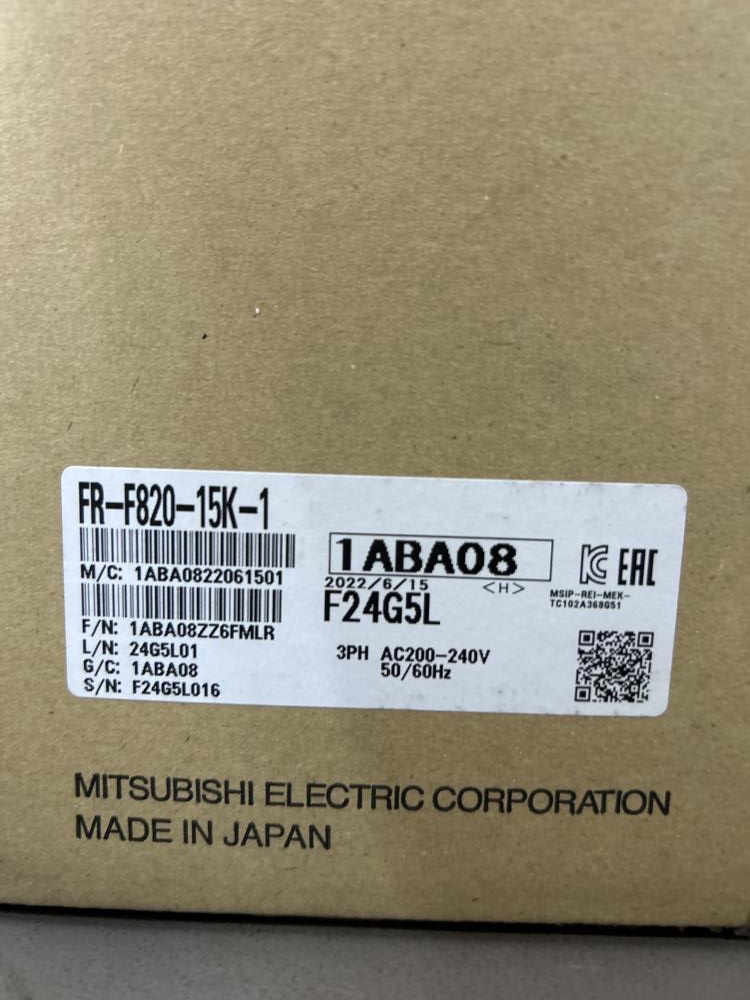 FR-F820-15K-1
M/C: 1ABA0822061501
F/N: 1ABA08ZZ6FMLR
L/N: 24G5L01
G/C: 1ABA08
S/N: F24G5L016
1ABA08
2022/6/15 <H>
F24G5L
3PH AC200-240V
50/60Hz
EAC
MSIP-REI-MEK-
TC102A368G51
MITSUBISHI ELECTRIC CORPORATION
MADE IN JAPAN